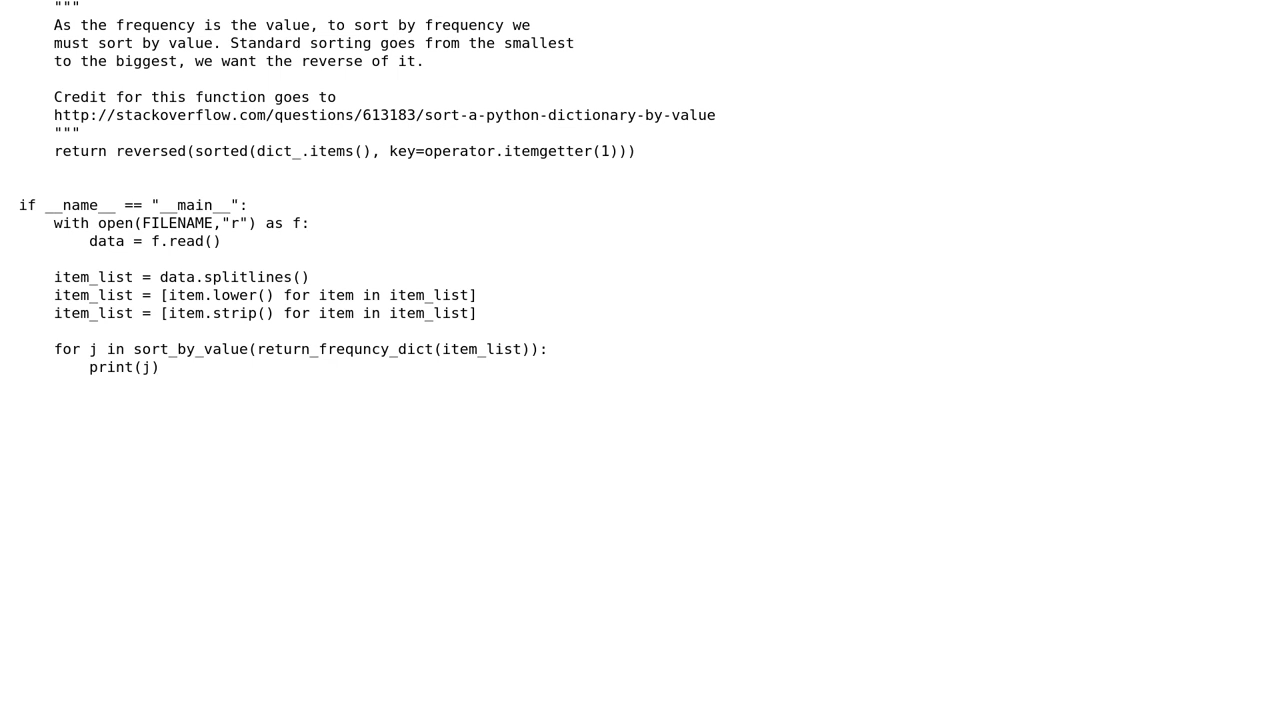 """
    As the frequency is the value, to sort by frequency we
    must sort by value. Standard sorting goes from the smallest
    to the biggest, we want the reverse of it.

    Credit for this function goes to
    http://stackoverflow.com/questions/613183/sort-a-python-dictionary-by-value
    """
    return reversed(sorted(dict_.items(), key=operator.itemgetter(1)))


if __name__ == "__main__":
    with open(FILENAME,"r") as f:
        data = f.read()

    item_list = data.splitlines()
    item_list = [item.lower() for item in item_list]
    item_list = [item.strip() for item in item_list]

    for j in sort_by_value(return_frequncy_dict(item_list)):
        print(j)